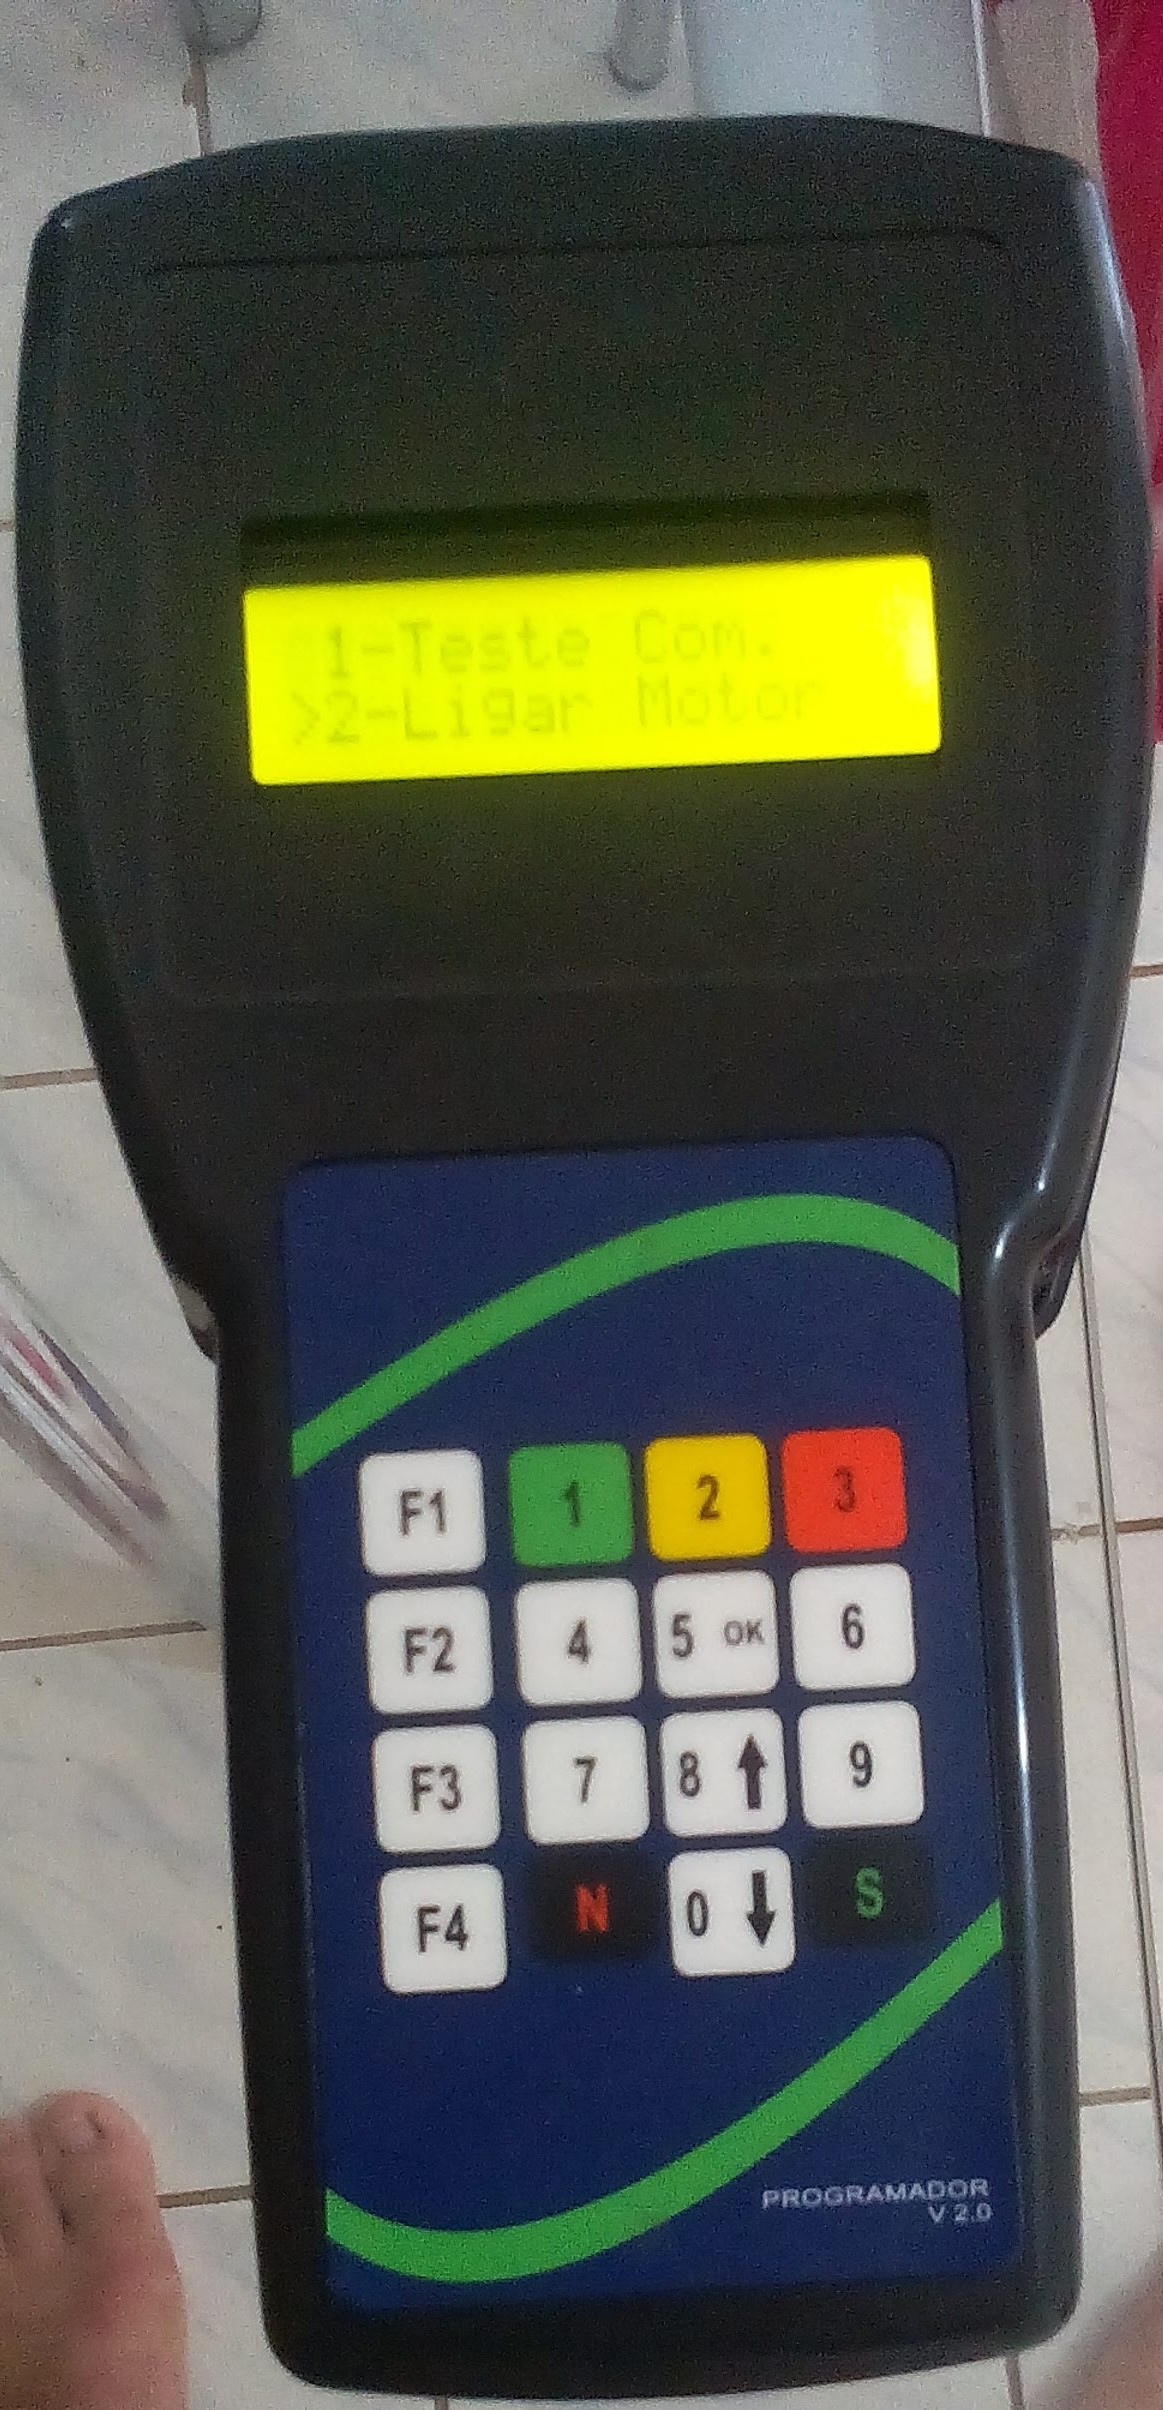 1-Teste Com.
>2-Ligar Motor
F1 1 2 3
F2 4 5 OK 6
F3 7 8 ↑ 9
F4 N 0 ↓ S
PROGRAMADOR
V 2.0